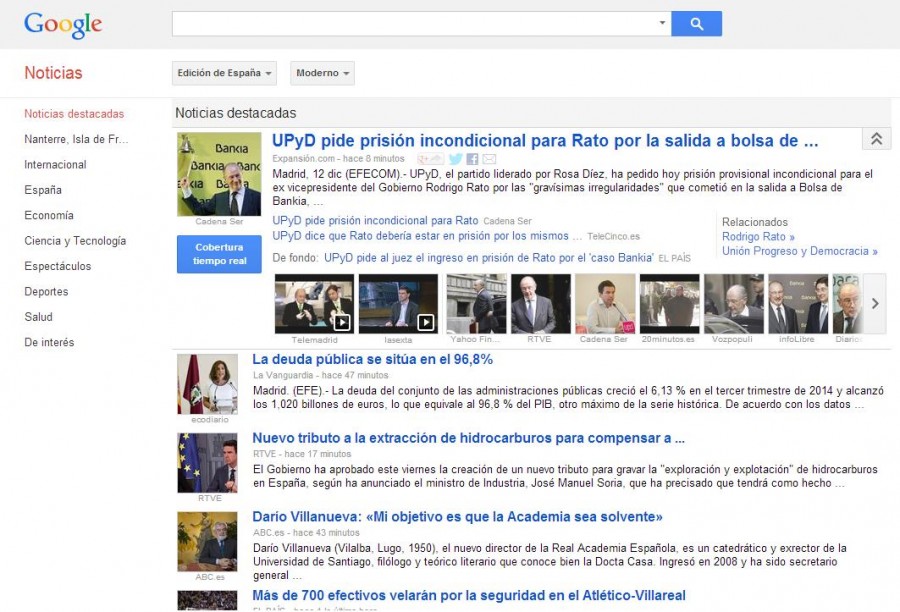 Google
Noticias
Edición de España
Moderno
Noticias destacadas
Nanterre, Isla de Fr...
Internacional
España
Economía
Ciencia y Tecnología
Espectáculos
Deportes
Salud
De interés
Noticias destacadas
Bankia
UPyD pide prisión incondicional para Rato por la salida a bolsa de ...
Expansión.com - hace 8 minutos
Madrid, 12 dic (EFECOM).- UPyD, el partido liderado por Rosa Díez, ha pedido hoy prisión provisional incondicional para el
ex vicepresidente del Gobierno Rodrigo Rato por las "gravísimas irregularidades" que cometió en la salida a Bolsa de
Bankia, ...
Cadena Ser
Cobertura
tiempo real
UPyD pide prisión incondicional para Rato Cadena Ser
UPyD dice que Rato debería estar en prisión por los mismos ... TeleCinco.es
De fondo: UPyD pide al juez el ingreso en prisión de Rato por el 'caso Bankia' EL PAÍS
Relacionados
Rodrigo Rato »
Unión Progreso y Democracia »
Telemadrid
lasexta
Yahoo Fin...
RTVE
Cadena Ser
20minutos.es
Vozpopuli
infoLibre
Diario
La deuda pública se sitúa en el 96,8%
La Vanguardia - hace 47 minutos
Madrid. (EFE).- La deuda del conjunto de las administraciones públicas creció el 6,13 % en el tercer trimestre de 2014 y alcanzó
los 1,020 billones de euros, lo que equivale al 96,8 % del PIB, otro máximo de la serie histórica. De acuerdo con los datos ...
ecodiario
Nuevo tributo a la extracción de hidrocarburos para compensar a ...
RTVE - hace 17 minutos
El Gobierno ha aprobado este viernes la creación de un nuevo tributo para gravar la "exploración y explotación" de hidrocarburos
en España, según ha anunciado el ministro de Industria, José Manuel Soria, que ha precisado que tendrá como hecho ...
RTVE
Darío Villanueva: «Mi objetivo es que la Academia sea solvente»
ABC.es - hace 43 minutos
Darío Villanueva (Vilalba, Lugo, 1950), el nuevo director de la Real Academia Española, es un catedrático y exrector de la
Universidad de Santiago, filólogo y teórico literario que conoce bien la Docta Casa. Ingresó en 2008 y ha sido secretario
general ...
ABC.es
Más de 700 efectivos velarán por la seguridad en el Atlético-Villareal